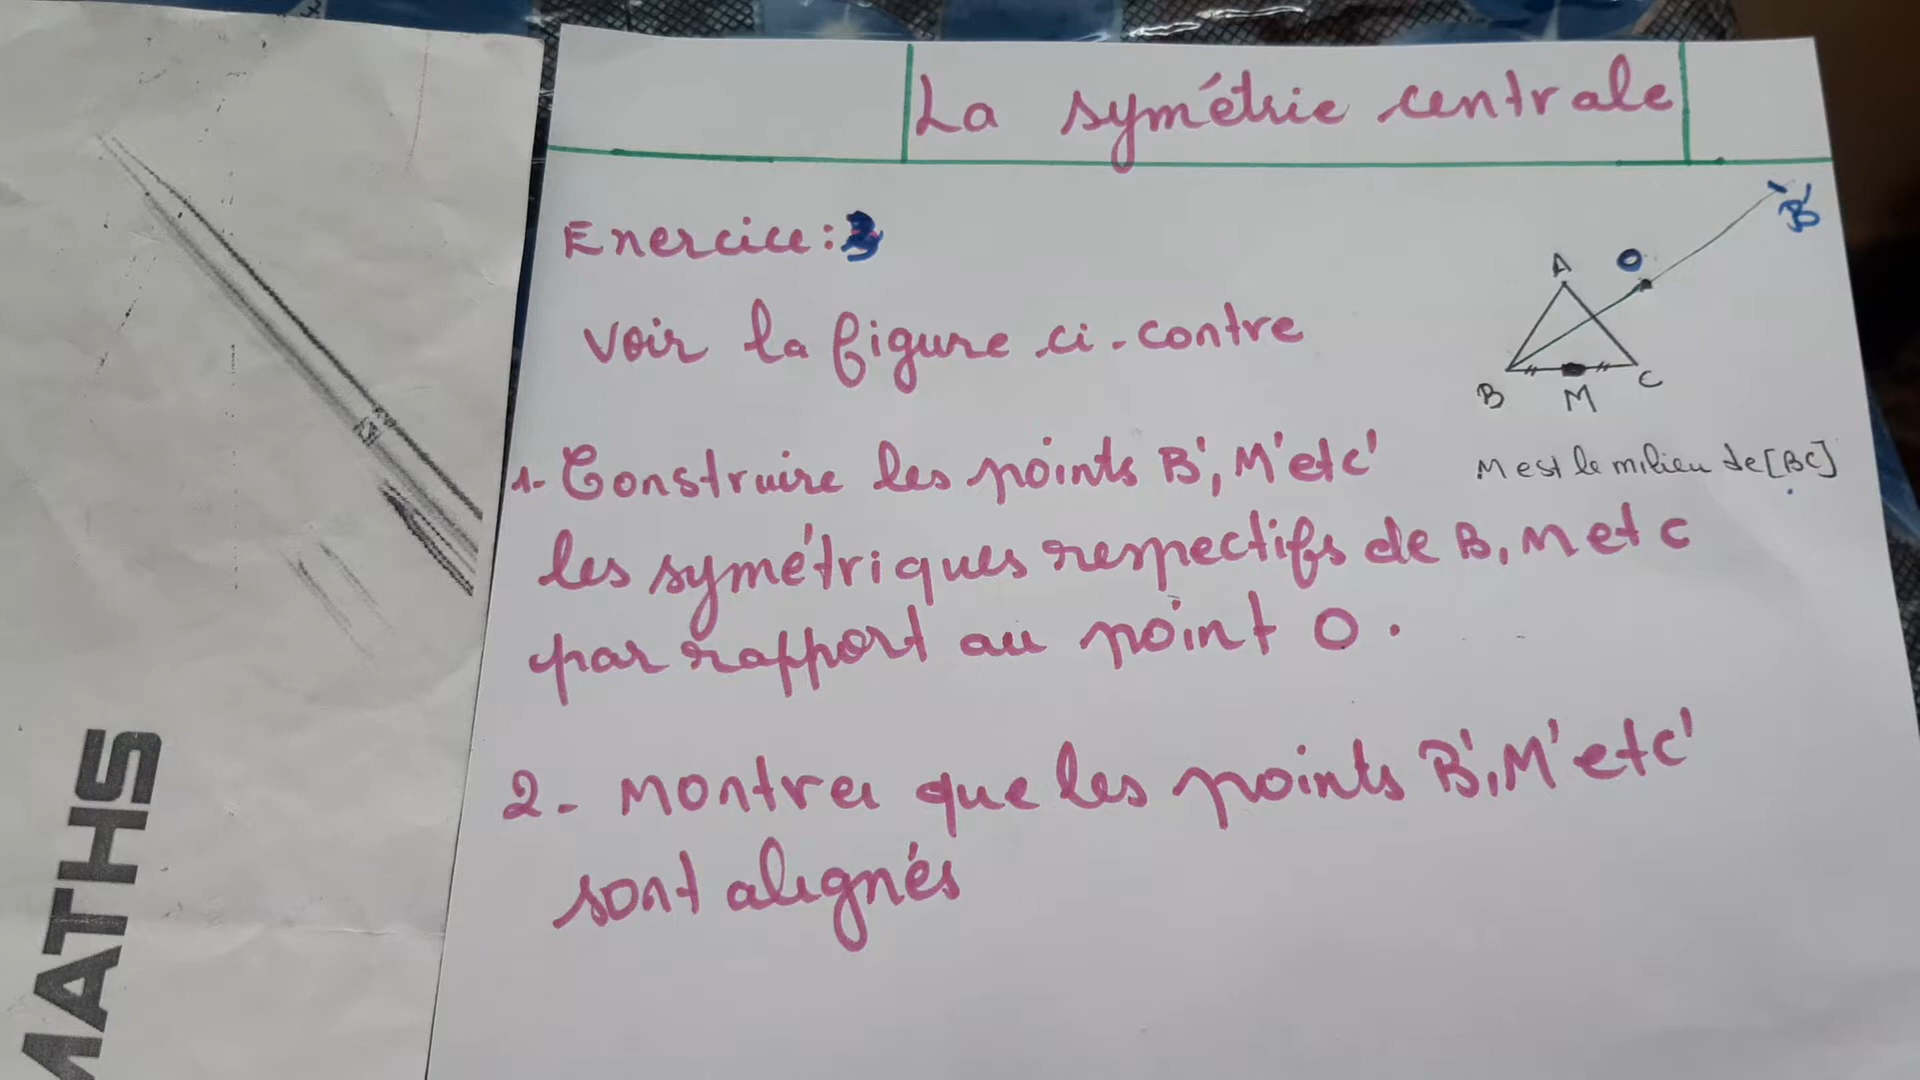 La symétrie centrale
Enercice: 3
Voir la figure ci-contre
B'
O
A
B M C
M est le milieu de [BC]
1- Construire les points B', M' et C'
les symétriques respectifs de B, M et C
par rapport au point O.
2- Montrer que les points B', M' et C'
sont alignés
MATHS